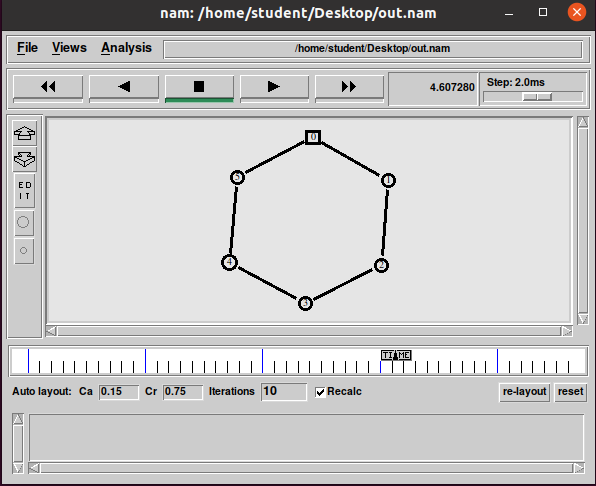 nam: /home/student/Desktop/out.nam
File Views Analysis /home/student/Desktop/out.nam
4.607280 Step: 2.0ms
ED
IT
0
5 1
4 2
3
TIME
Auto layout: Ca 0.15 Cr 0.75 Iterations 10 Recalc re-layout reset